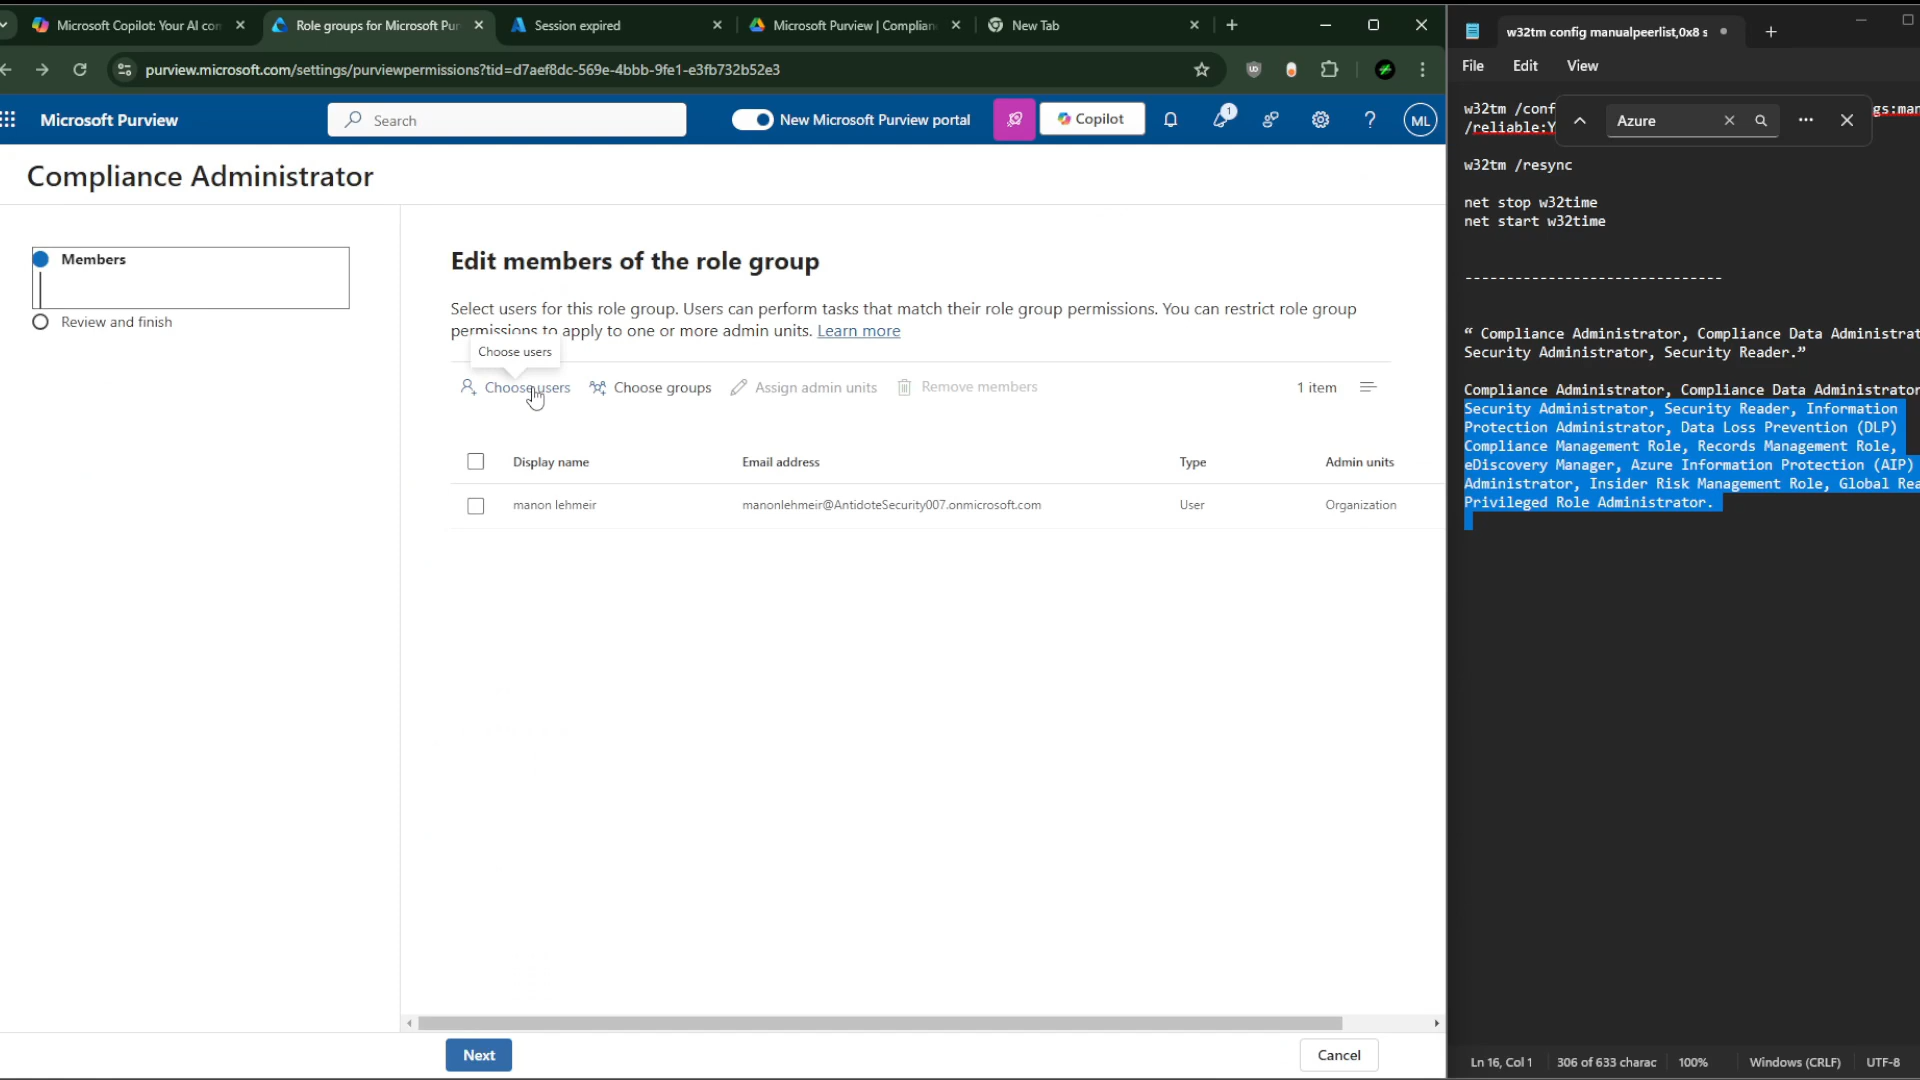 Microsoft Copilot: Your AI con
Role groups for Microsoft Pur
Session expired
Microsoft Purview | Complian
New Tab
purview.microsoft.com/settings/purviewpermissions?tid=d7aef8dc-569e-4bbb-9fe1-e3fb732b52e3
Microsoft Purview
Search
New Microsoft Purview portal
Copilot
1
?
ML
Compliance Administrator
Members
Review and finish
Edit members of the role group
Select users for this role group. Users can perform tasks that match their role group permissions. You can restrict role group
permissions to apply to one or more admin units. Learn more
Choose users
Choose users
Choose groups
Assign admin units
Remove members
1 item
Display name Email address Type Admin units
manon lehmeir manonlehmeir@AntidoteSecurity007.onmicrosoft.com User Organization
Next
Cancel
w32tm config manualpeerlist,0x8 s
File Edit View
w32tm /conf
gs:man
/reliable:Y
Azure
w32tm /resync
net stop w32time
net start w32time
-------------------------------
“ Compliance Administrator, Compliance Data Administrat
Security Administrator, Security Reader.”
Compliance Administrator, Compliance Data Administrator
Security Administrator, Security Reader, Information
Protection Administrator, Data Loss Prevention (DLP)
Compliance Management Role, Records Management Role,
eDiscovery Manager, Azure Information Protection (AIP)
Administrator, Insider Risk Management Role, Global Rea
Privileged Role Administrator.
Ln 16, Col 1
306 of 633 charac
100%
Windows (CRLF)
UTF-8